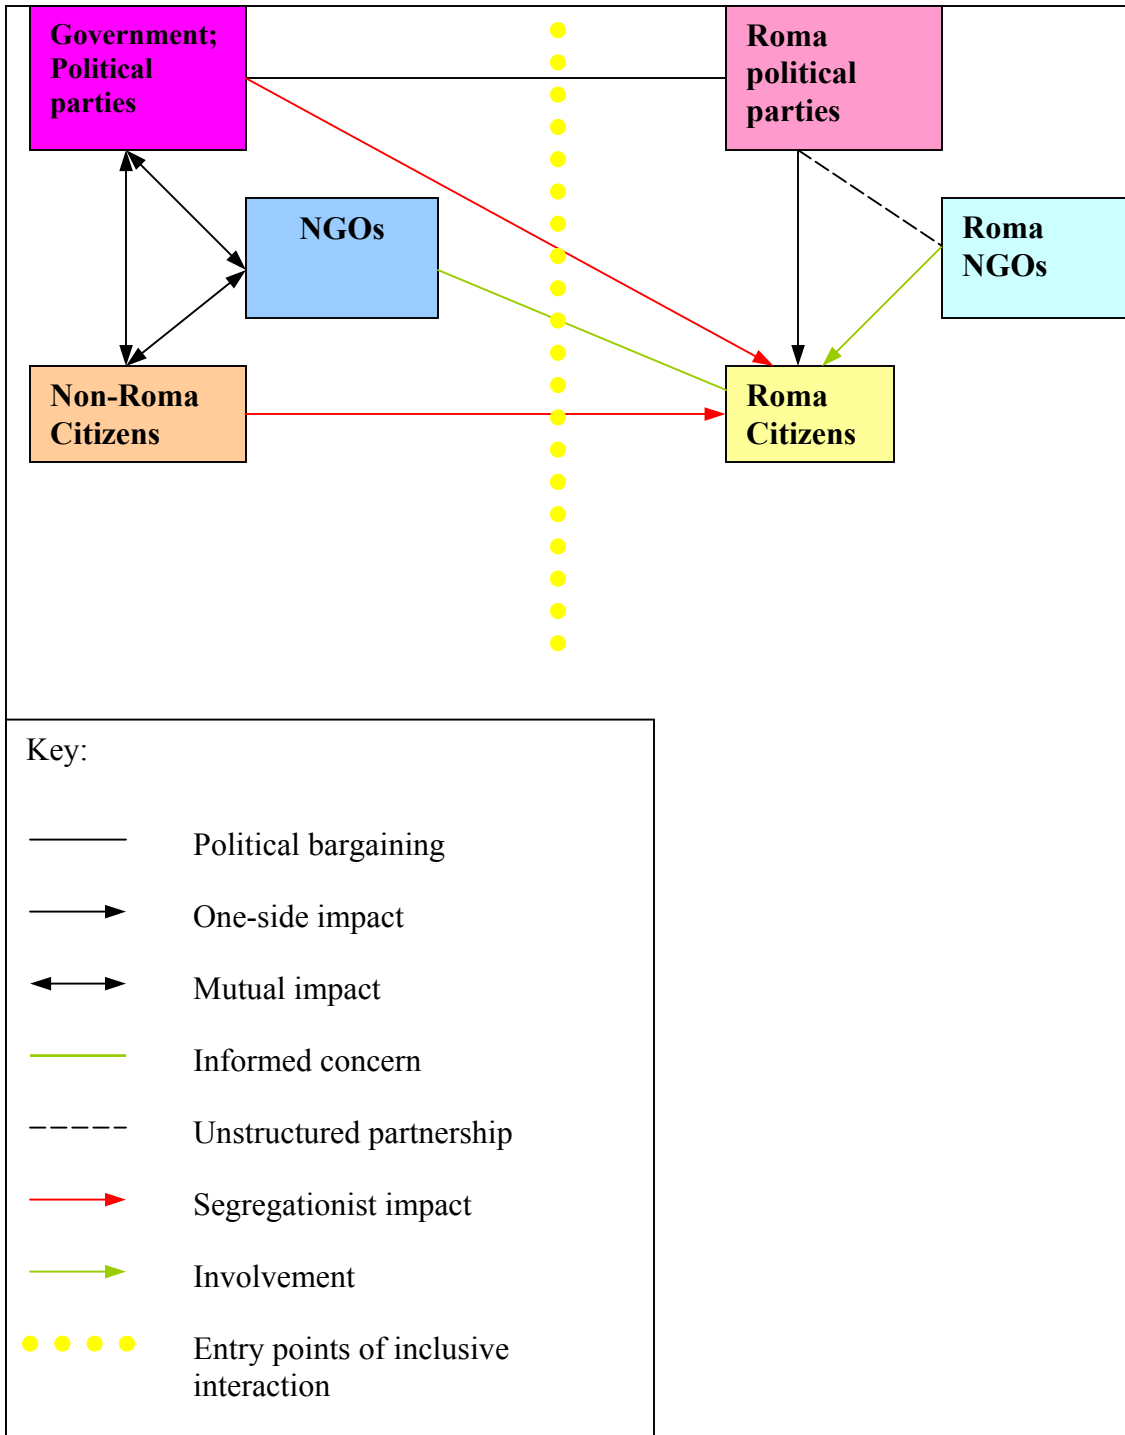 Government;
Political
parties
Roma
political
parties
NGOs
Roma
NGOs
Non-Roma
Citizens
Roma
Citizens
Key:
Political bargaining
One-side impact
Mutual impact
Informed concern
Unstructured partnership
Segregationist impact
Involvement
Entry points of inclusive
interaction